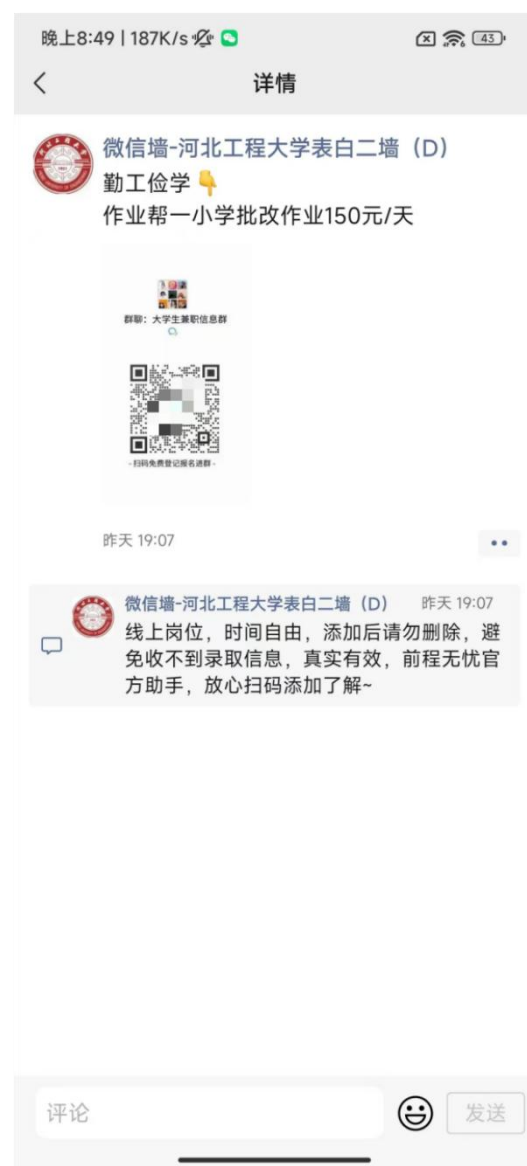 晚上8:49 | 187K/s
43
详情
微信墙-河北工程大学表白二墙（D）
勤工俭学👇
作业帮一小学批改作业150元/天
群聊：大学生兼职信息群
-扫码免费登记报名进群-
昨天 19:07
微信墙-河北工程大学表白二墙（D） 昨天 19:07
线上岗位，时间自由，添加后请勿删除，避
免收不到录取信息，真实有效，前程无忧官
方助手，放心扫码添加了解~
评论
发送